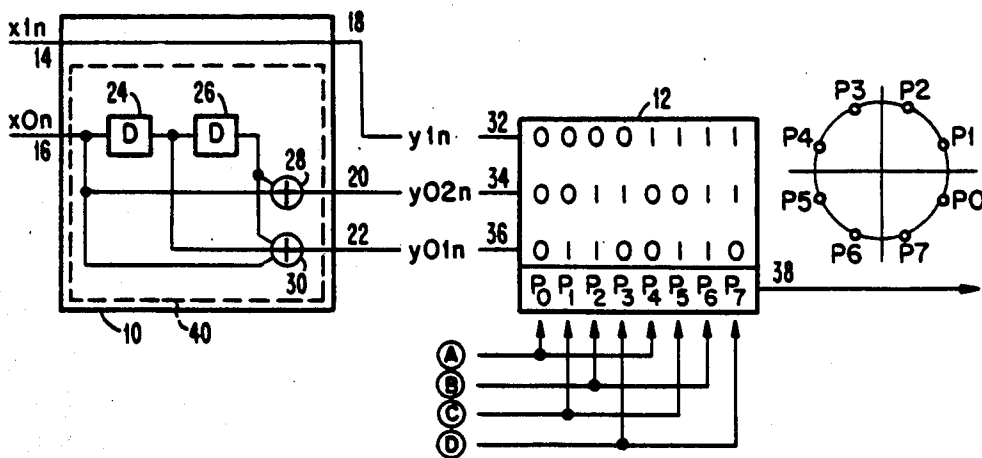 x1n
14
18
24
26
D
D
x0n
16
28
20
22
30
10
40
12
y1n 32 0 0 0 0 1 1 1 1
y02n 34 0 0 1 1 0 0 1 1
y01n 36 0 1 1 0 0 1 1 0
P0 P1 P2 P3 P4 P5 P6 P7
38
A
B
C
D
P3 P2
P4 P1
P5 P0
P6 P7